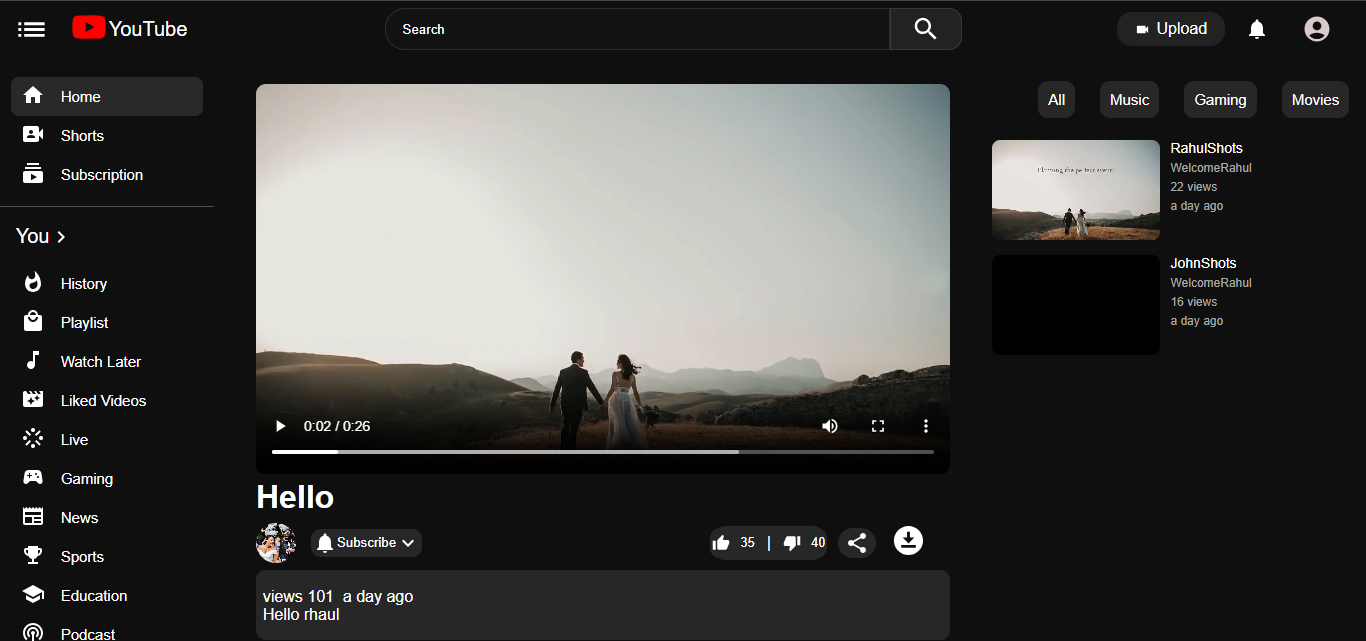 YouTube
Search
Upload
Home
Shorts
Subscription
You
History
Playlist
Watch Later
Liked Videos
Live
Gaming
News
Sports
Education
Podcast
0:02 / 0:26
Hello
Subscribe
35 | 40
views 101 a day ago
Hello rhaul
All Music Gaming Movies
RahulShots
WelcomeRahul
22 views
a day ago
JohnShots
WelcomeRahul
16 views
a day ago